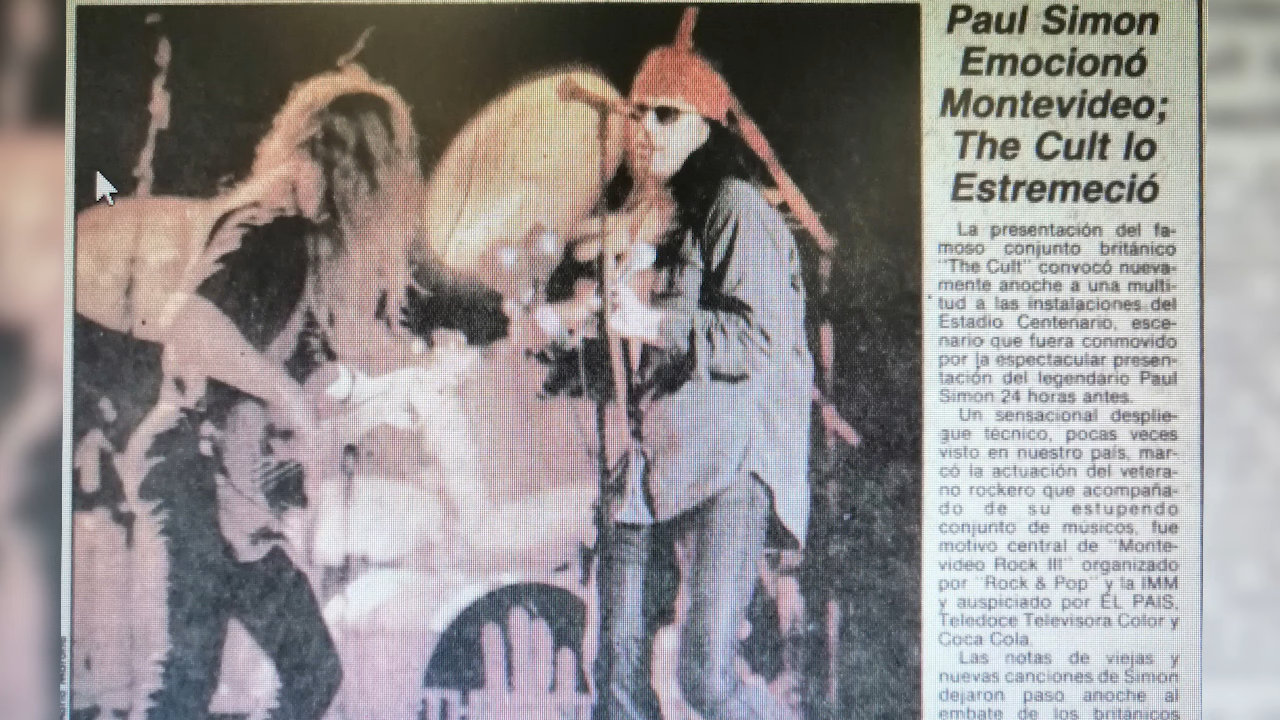 Paul Simon
Emocionó
Montevideo;
The Cult lo
Estremeció
La presentación del fa-
moso conjunto británico
"The Cult" convocó nueva-
mente anoche a una multi-
tud a las instalaciones del
Estadio Centenario, esce-
nario que fuera conmovido
por la espectacular presen-
tación del legendario Paul
Simon 24 horas antes.
Un sensacional desplie-
gue técnico, pocas veces
visto en nuestro país, mar-
có la actuación del vetera-
no rockero que acompaña-
do de su estupendo
conjunto de músicos, fue
motivo central de "Monte-
video Rock III" organizado
por "Rock & Pop" y la IMM
y auspiciado por EL PAIS,
Teledoce Televisora Color y
Coca Cola.
Las notas de viejas y
nuevas canciones de Simon
dejaron paso anoche al
embate de los británicos